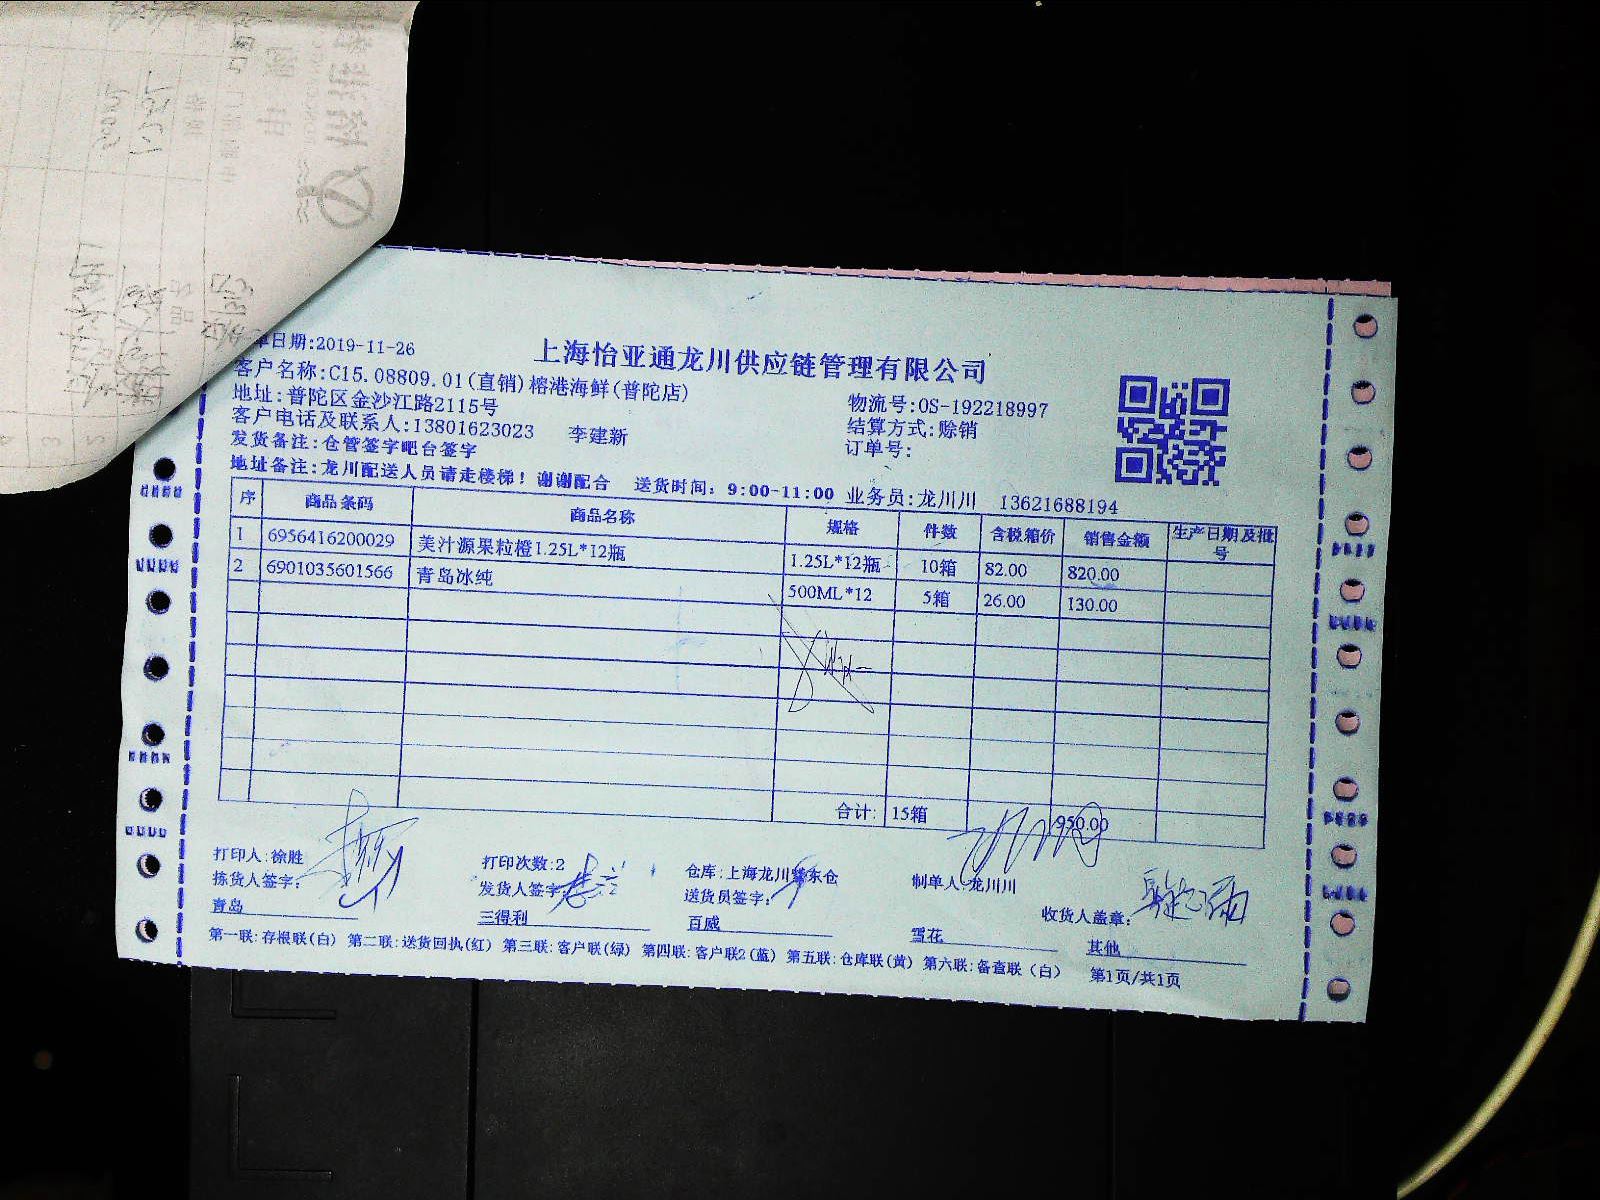 单日期:2019-11-26
上海怡亚通龙川供应链管理有限公司
客户名称:C15.08809.01(直销)榕港海鲜(普陀店)
物流号:OS-192218997
地址:普陀区金沙江路2115号
结算方式:赊销
客户电话及联系人:13801623023 李建新
订单号:
发货备注:仓管签字吧台签字
地址备注:龙川配送人员请走楼梯！谢谢配合 送货时间：9:00-11:00 业务员:龙川川 13621688194
序 商品条码 商品名称 规格 件数 含税箱价 销售金额 生产日期及批号
1 6956416200029 美汁源果粒橙1.25L*12瓶 1.25L*12瓶 10箱 82.00 820.00
2 6901035601566 青岛冰纯 500ML*12 5箱 26.00 130.00
合计: 15箱 950.00
打印人:徐胜 打印次数:2 仓库:上海龙川 东仓 制单人:龙川川
拣货人签字: 发货人签字: 送货员签字: 收货人盖章:
青岛 三得利 百威 雪花 其他
第一联:存根联(白) 第二联:送货回执(红) 第三联:客户联(绿) 第四联:客户联2(蓝) 第五联:仓库联(黄) 第六联:备查联（白） 第1页/共1页